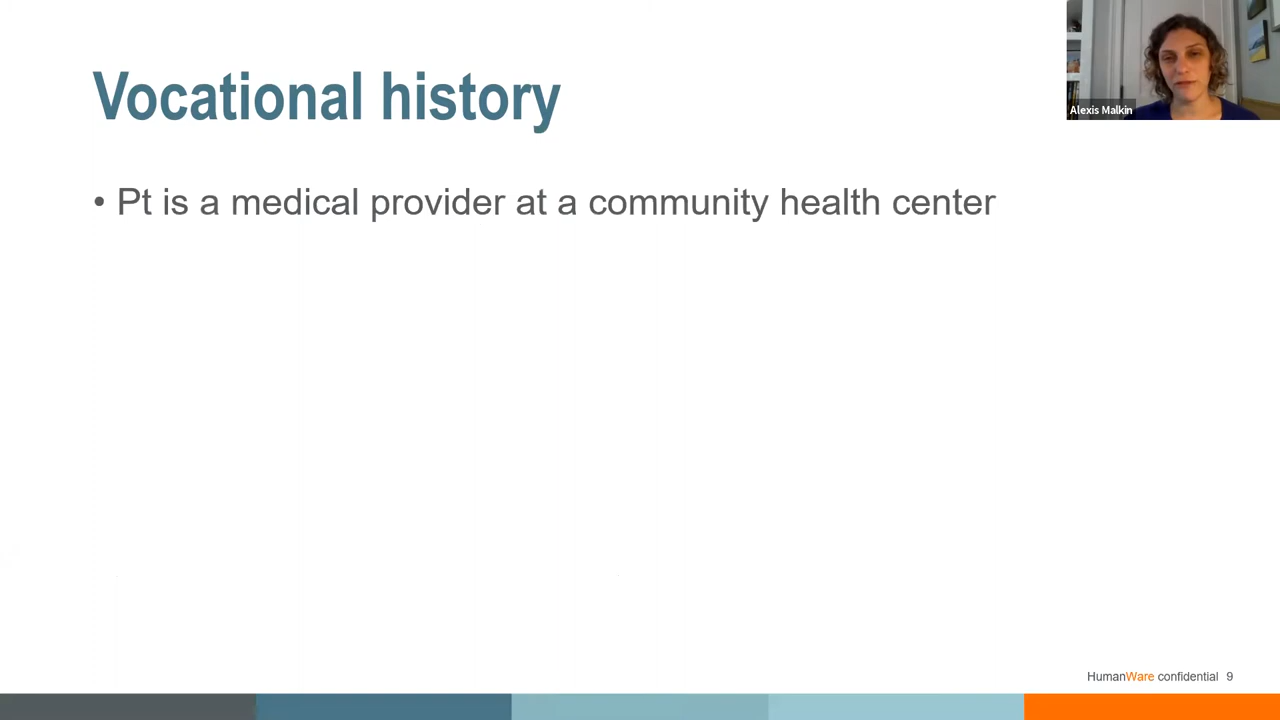 Vocational history
Alexis Malkin
• Pt is a medical provider at a community health center
HumanWare confidential 9